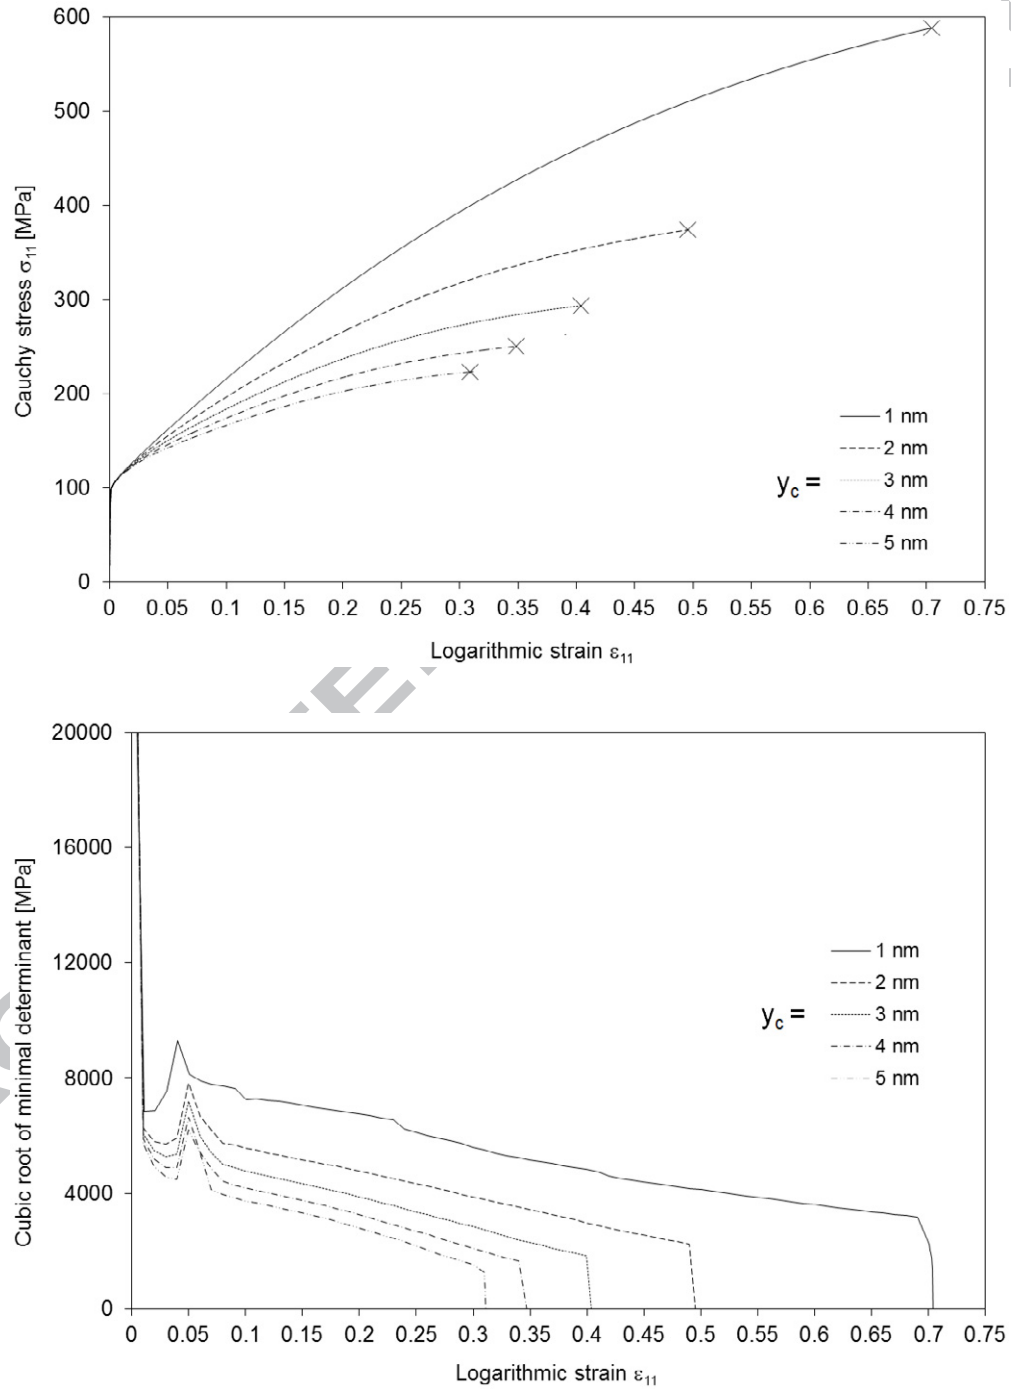 600
500
400
300
200
100
0
Cauchy stress σ11 [MPa]
1 nm
2 nm
yc = 3 nm
4 nm
5 nm
0 0.05 0.1 0.15 0.2 0.25 0.3 0.35 0.4 0.45 0.5 0.55 0.6 0.65 0.7 0.75
Logarithmic strain ε11
20000
16000
12000
8000
4000
0
Cubic root of minimal determinant [MPa]
1 nm
2 nm
yc = 3 nm
4 nm
5 nm
0 0.05 0.1 0.15 0.2 0.25 0.3 0.35 0.4 0.45 0.5 0.55 0.6 0.65 0.7 0.75
Logarithmic strain ε11